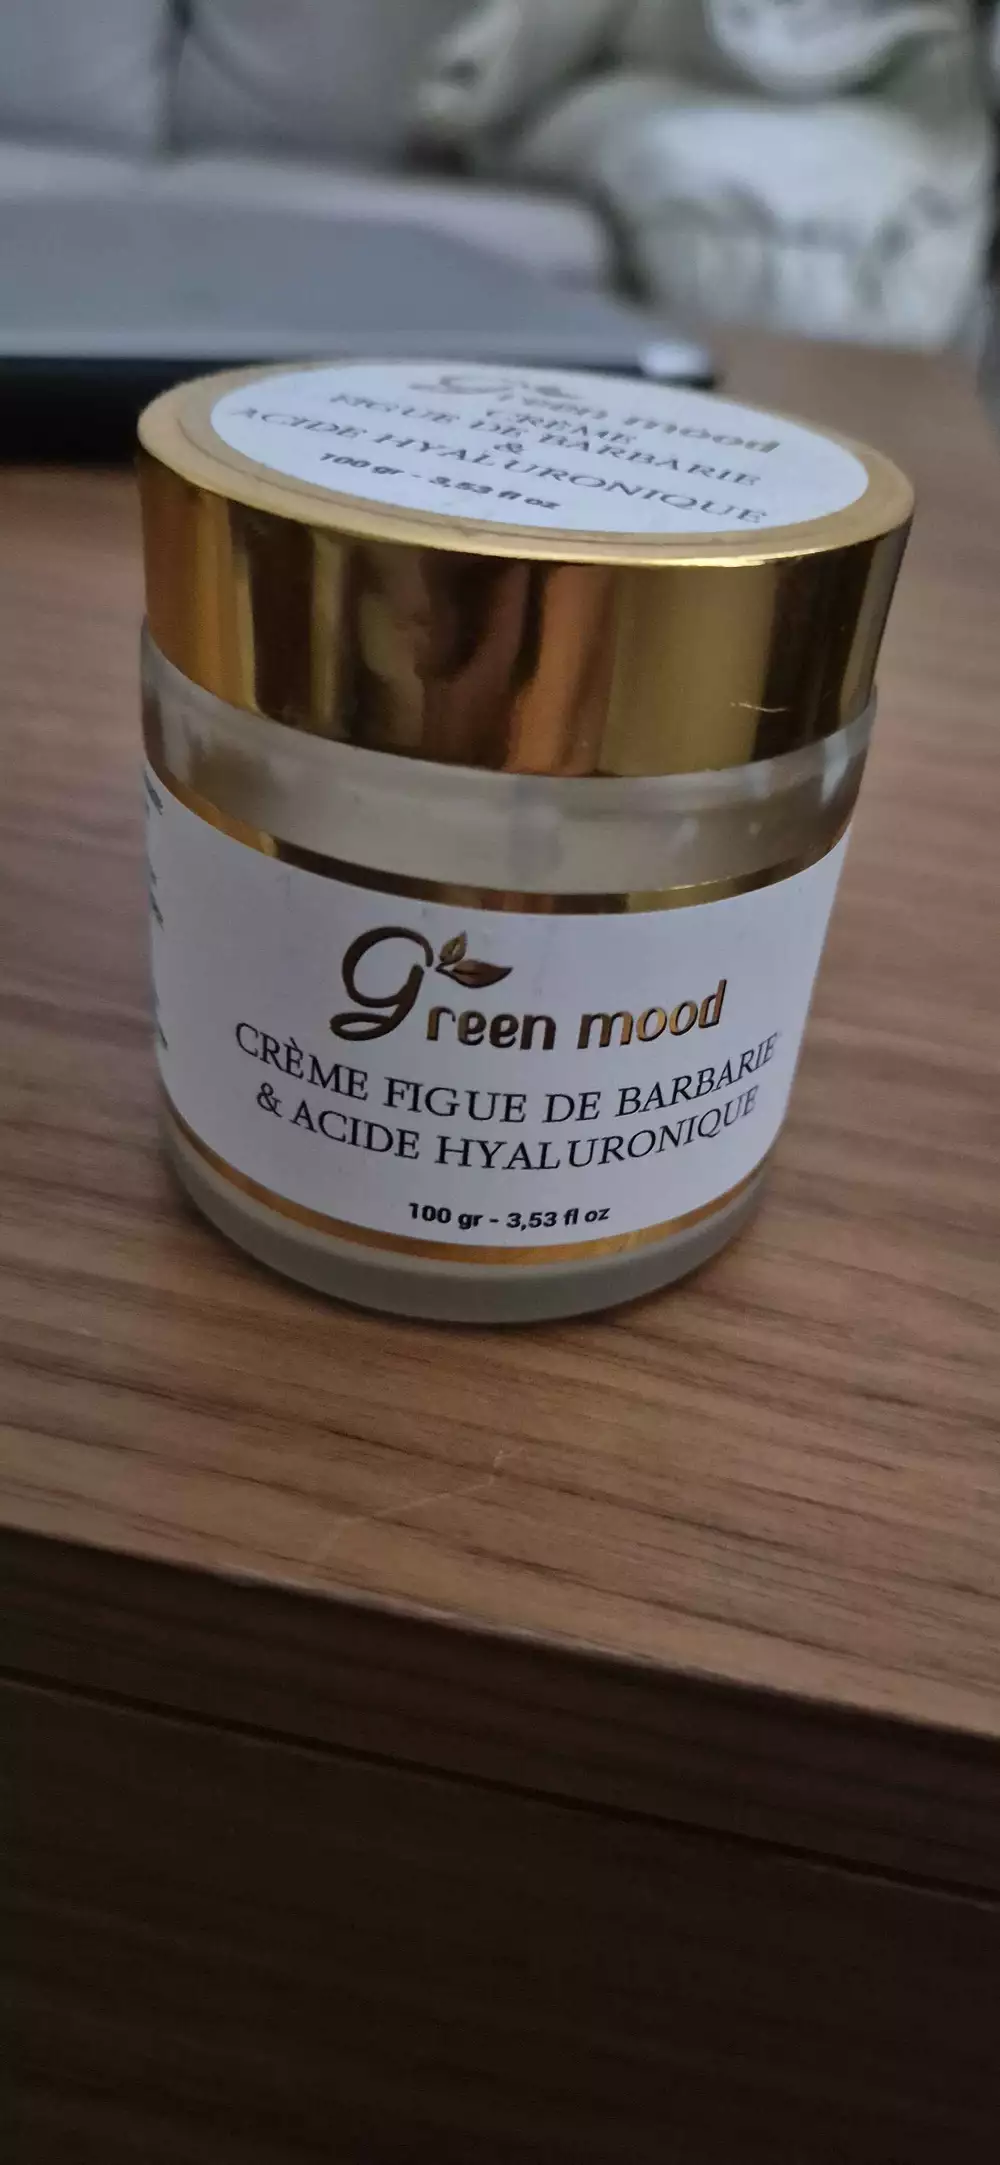 green mood
CRÈME
FIGUE DE BARBARIE
&
ACIDE HYALURONIQUE
100 gr - 3,53 fl oz
green mood
CRÈME FIGUE DE BARBARIE
& ACIDE HYALURONIQUE
100 gr - 3,53 fl oz